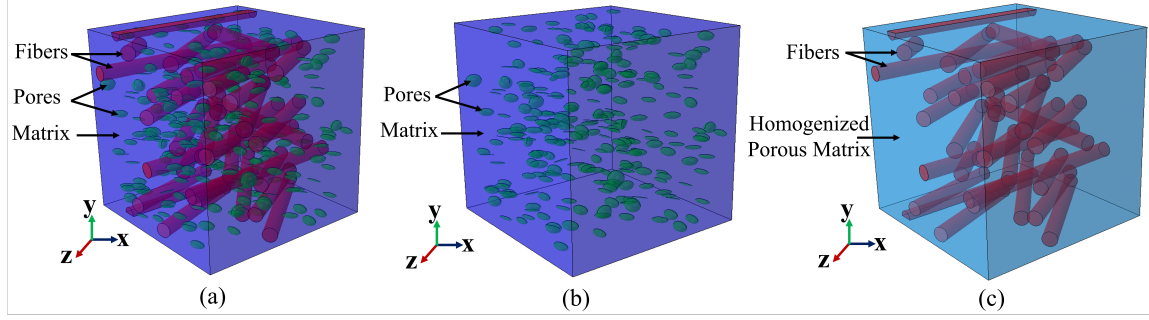 Fibers
Pores
Matrix
y
x
z
(a)
Pores
Matrix
y
x
z
(b)
Fibers
Homogenized
Porous Matrix
y
x
z
(c)